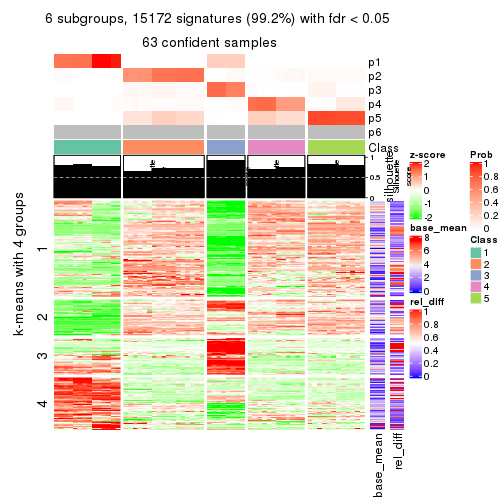 6 subgroups, 15172 signatures (99.2%) with fdr < 0.05
63 confident samples
p1
p2
p3
p4
p5
p6
Class
1
0.5
0
silhouette
k-means with 4 groups
1
2
3
4
base_mean
rel_diff
z-score
2
1
0
-1
-2
base_mean
8
6
4
2
0
rel_diff
1
0.8
0.6
0.4
0.2
0
Prob
1
0.8
0.6
0.4
0.2
0
Class
1
2
3
4
5